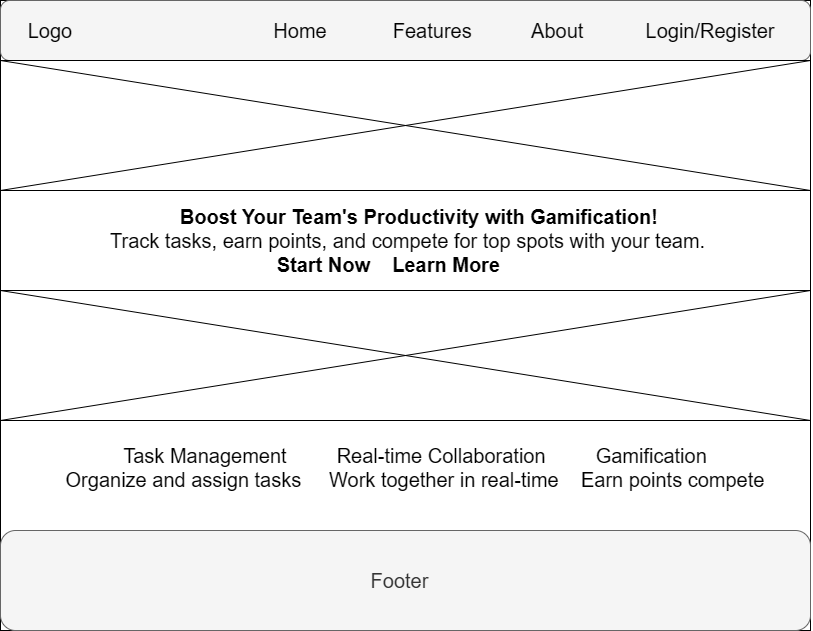 Logo Home Features About Login/Register
Boost Your Team's Productivity with Gamification!
Track tasks, earn points, and compete for top spots with your team.
Start Now Learn More
Task Management Real-time Collaboration Gamification
Organize and assign tasks Work together in real-time Earn points compete
Footer